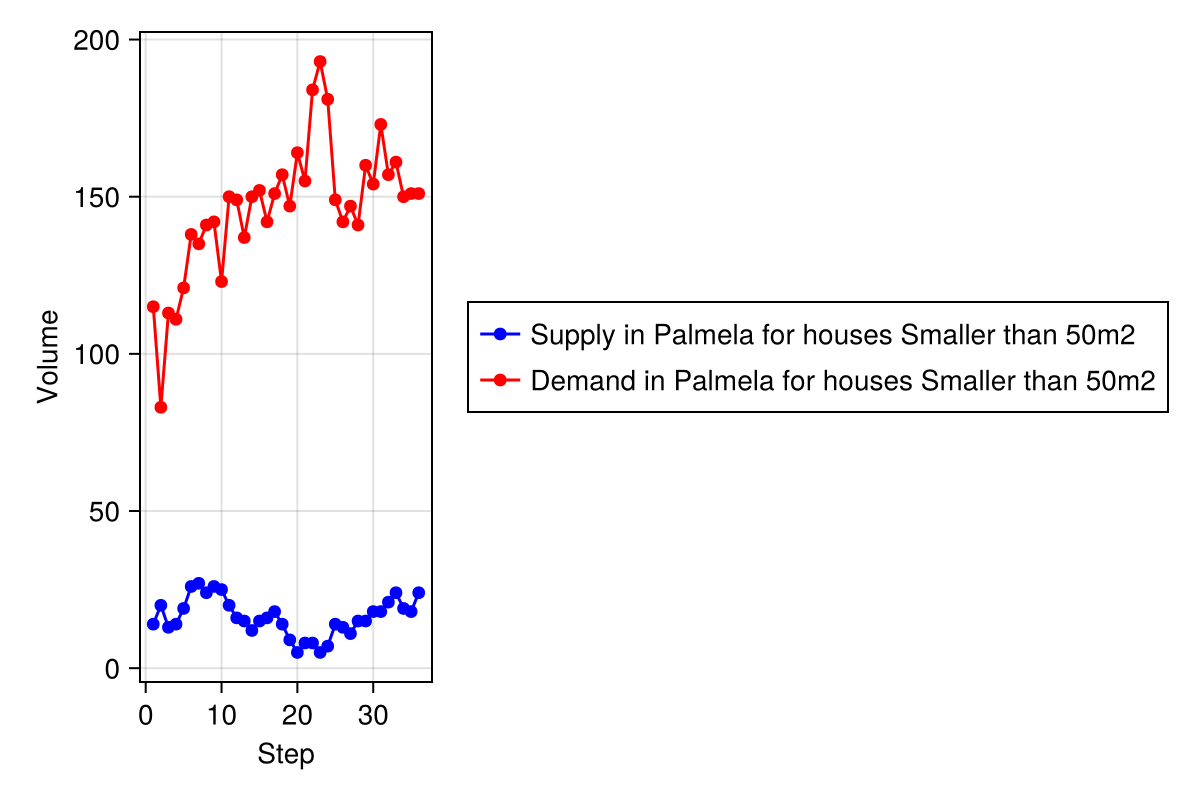 200
150
100
50
0
Volume
0 10 20 30
Step
Supply in Palmela for houses Smaller than 50m2
Demand in Palmela for houses Smaller than 50m2